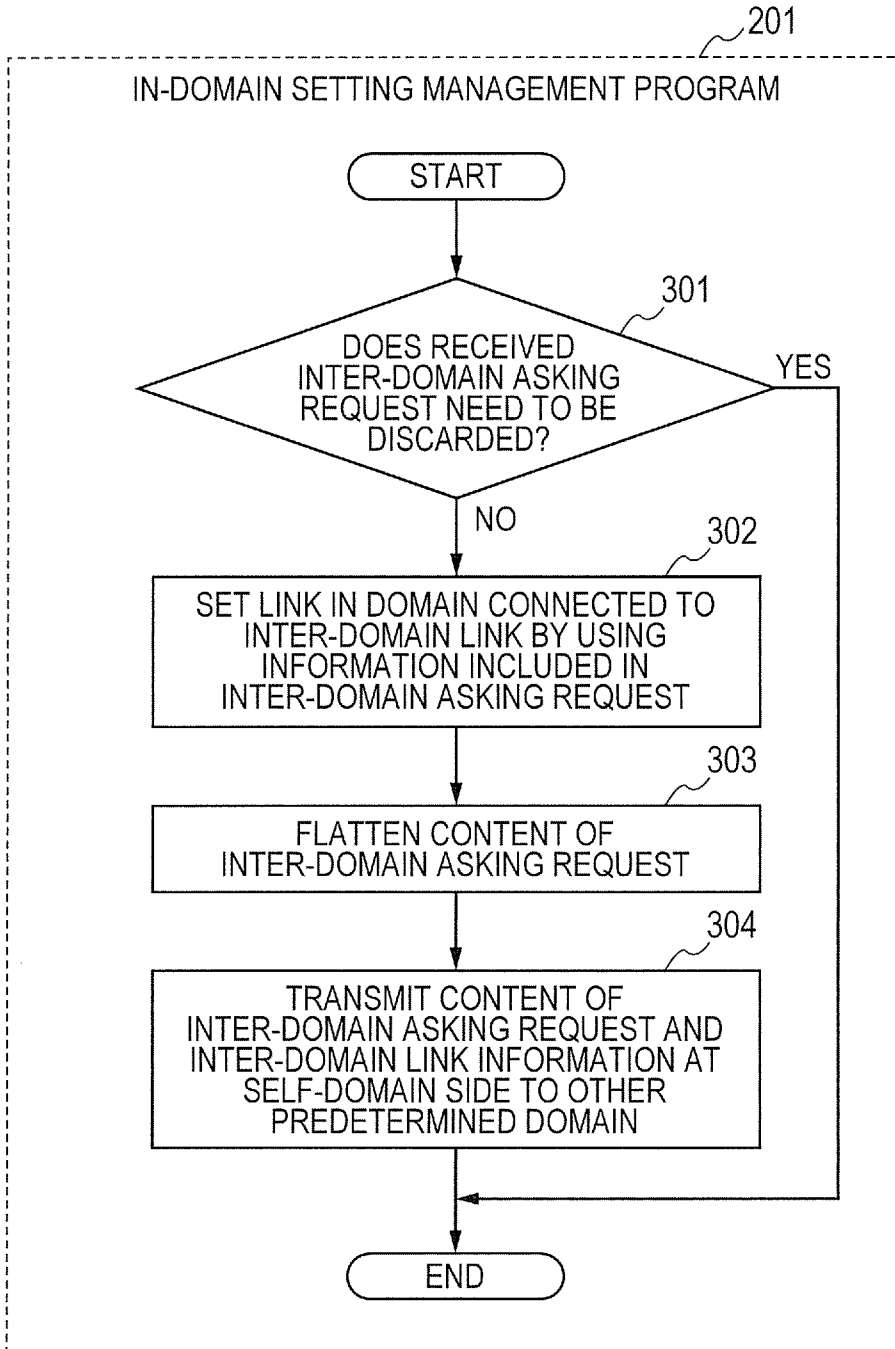 201
IN-DOMAIN SETTING MANAGEMENT PROGRAM
START
301
DOES RECEIVED
INTER-DOMAIN ASKING
REQUEST NEED TO BE
DISCARDED?
YES
NO
302
SET LINK IN DOMAIN CONNECTED TO
INTER-DOMAIN LINK BY USING
INFORMATION INCLUDED IN
INTER-DOMAIN ASKING REQUEST
303
FLATTEN CONTENT OF
INTER-DOMAIN ASKING REQUEST
304
TRANSMIT CONTENT OF
INTER-DOMAIN ASKING REQUEST AND
INTER-DOMAIN LINK INFORMATION AT
SELF-DOMAIN SIDE TO OTHER
PREDETERMINED DOMAIN
END